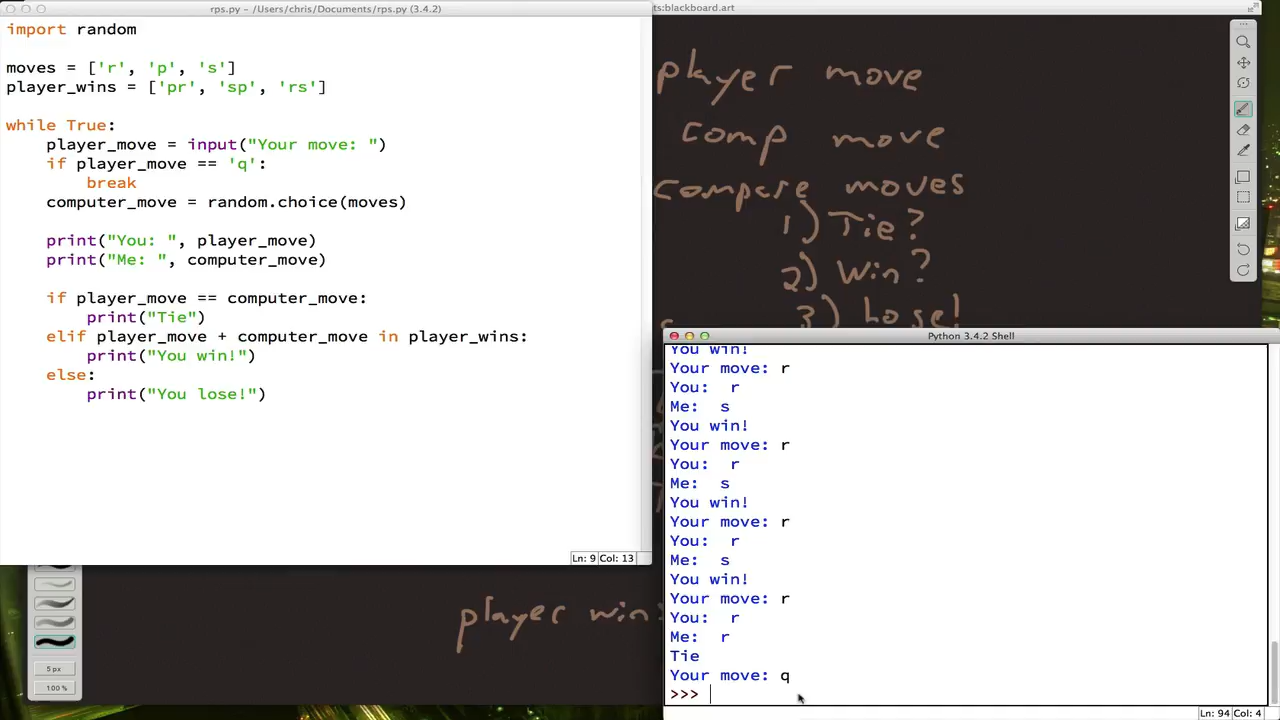 rps.py - /Users/chris/Documents/rps.py (3.4.2)
import random
moves = ['r', 'p', 's']
player_wins = ['pr', 'sp', 'rs']
while True:
player_move = input("Your move: ")
if player_move == 'q':
break
computer_move = random.choice(moves)
print("You: ", player_move)
print("Me: ", computer_move)
if player_move == computer_move:
print("Tie")
elif player_move + computer_move in player_wins:
print("You win!")
else:
print("You lose!")
Ln: 9 Col: 13
ts:blackboard.art
player move
comp move
compare moves
1) Tie?
2) Win?
3) Lose!
player win
5 px
100 %
Python 3.4.2 Shell
You win!
Your move: r
You:  r
Me:  s
You win!
Your move: r
You:  r
Me:  s
You win!
Your move: r
You:  r
Me:  s
You win!
Your move: r
You:  r
Me:  r
Tie
Your move: q
>>>
Ln: 94 Col: 4